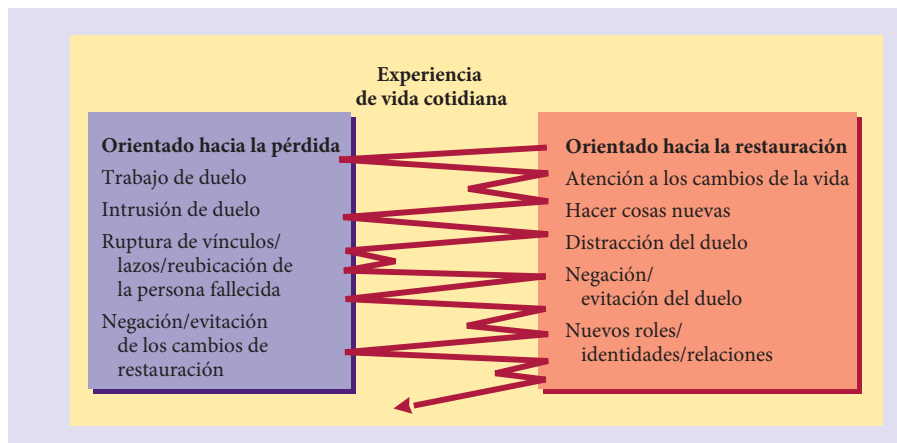 Experiencia
de vida cotidiana
Orientado hacia la pérdida
Trabajo de duelo
Intrusión de duelo
Ruptura de vínculos/
lazos/reubicación de
la persona fallecida
Negación/evitación
de los cambios de
restauración
Orientado hacia la restauración
Atención a los cambios de la vida
Hacer cosas nuevas
Distracción del duelo
Negación/
evitación del duelo
Nuevos roles/
identidades/relaciones